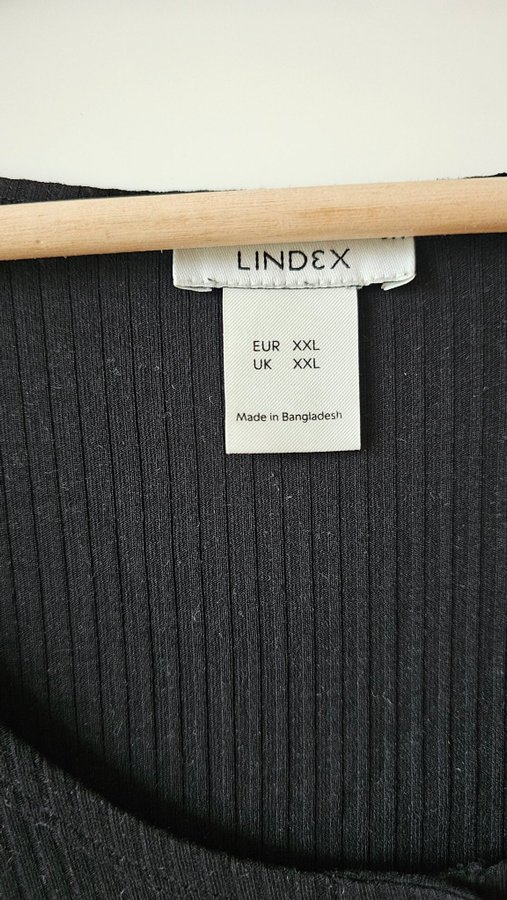 LINDEX
EUR XXL
UK XXL
Made in Bangladesh